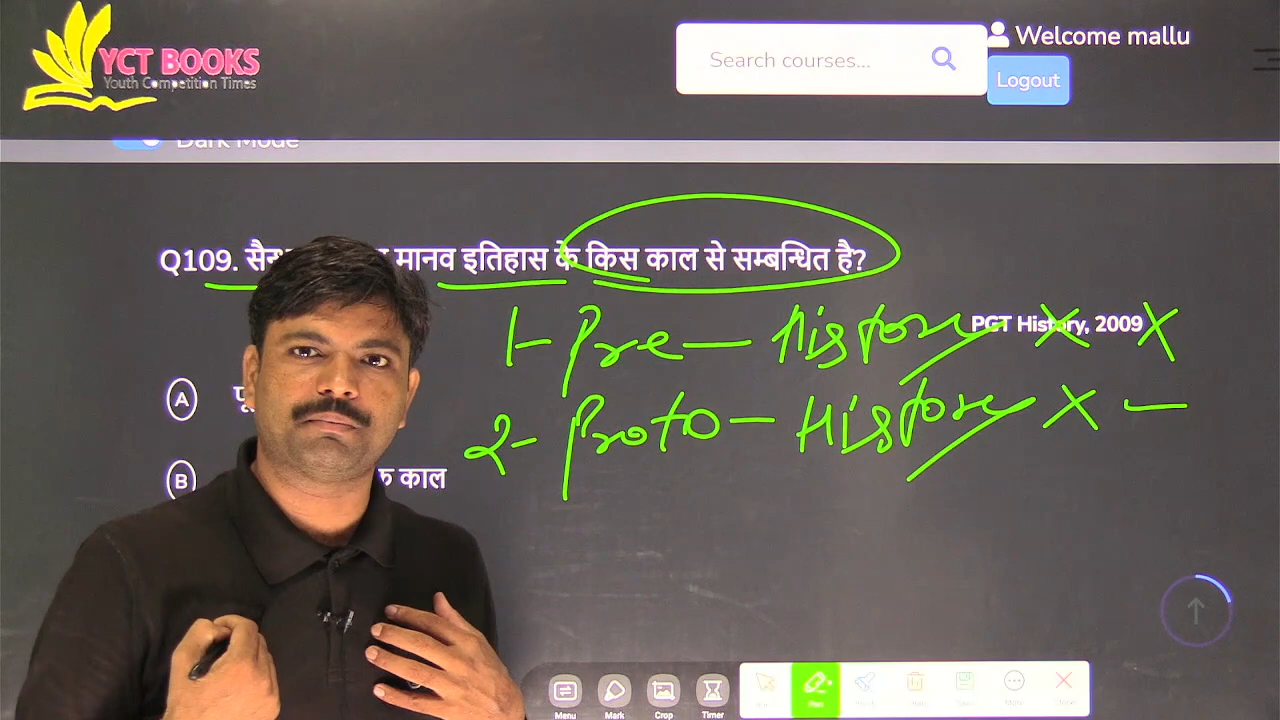 YCT BOOKS
Youth Competition Times
Search courses...
Welcome mallu
Logout
Dark Mode
Q109. मानव इतिहास के किस काल से सम्बन्धित है?
PGT History, 2009
1- Pre - History x x
2- Proto - History x -
A
B काल
Menu Mark Crop Timer
Pen